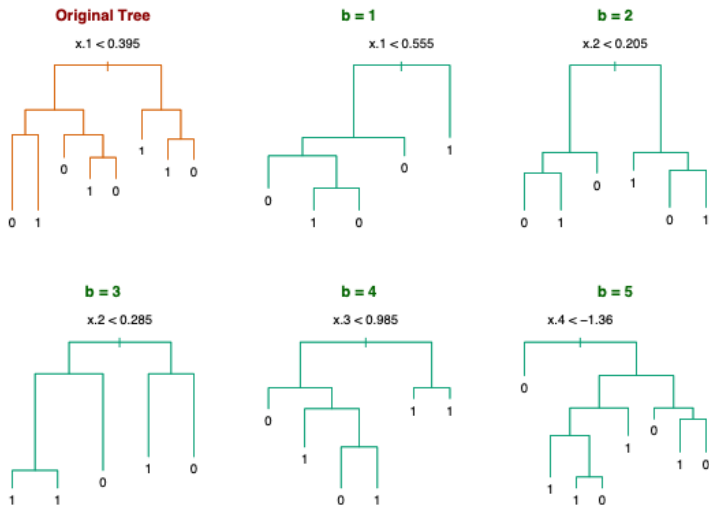 Original Tree
x.1 < 0.395
1
0
1 0
1 0
0 1
b = 1
x.1 < 0.555
1
0
0
1 0
b = 2
x.2 < 0.205
0 1
0 1
0 1
b = 3
x.2 < 0.285
1 0
0
1 1
b = 4
x.3 < 0.985
1 1
0
1
0 1
b = 5
x.4 < −1.36
0
0
1
1 0
1
1 0